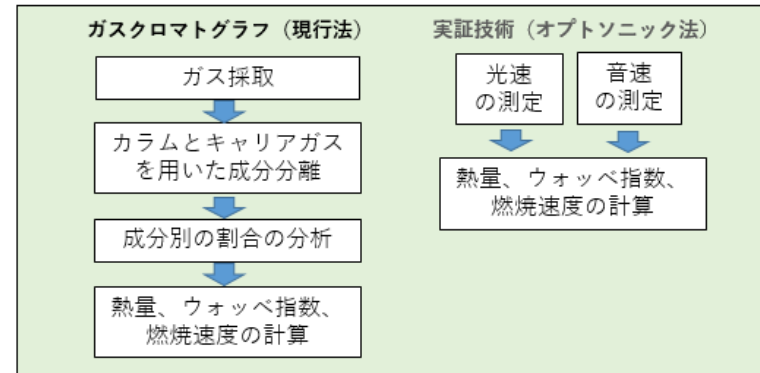 ガスクロマトグラフ（現行法）
ガス採取
カラムとキャリアガス
を用いた成分分離
成分別の割合の分析
熱量、ウォッベ指数、
燃焼速度の計算
実証技術（オプトソニック法）
光速
の測定
音速
の測定
熱量、ウォッベ指数、
燃焼速度の計算